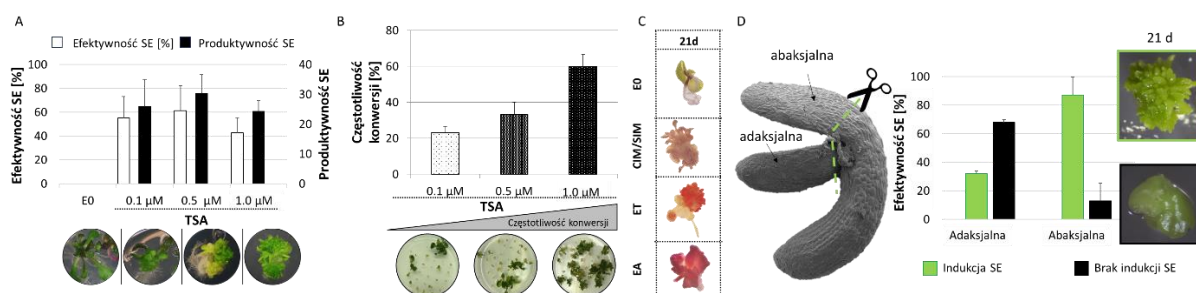 A
Efektywność SE [%]
Produktywność SE
Efektywność SE [%]
100
80
60
40
20
0
40
30
20
10
0
Produktywność SE
E0
0.1 µM
0.5 µM
1.0 µM
TSA
B
Częstotliwość
konwersji [%]
80
60
40
20
0
0.1 µM
0.5 µM
1.0 µM
TSA
Częstotliwość konwersji
C
21d
E0
CIM/SIM
ET
EA
D
abaksjalna
adaksjalna
Efektywność SE [%]
100
80
60
40
20
0
Adaksjalna
Abaksjalna
Indukcja SE
Brak indukcji SE
21 d